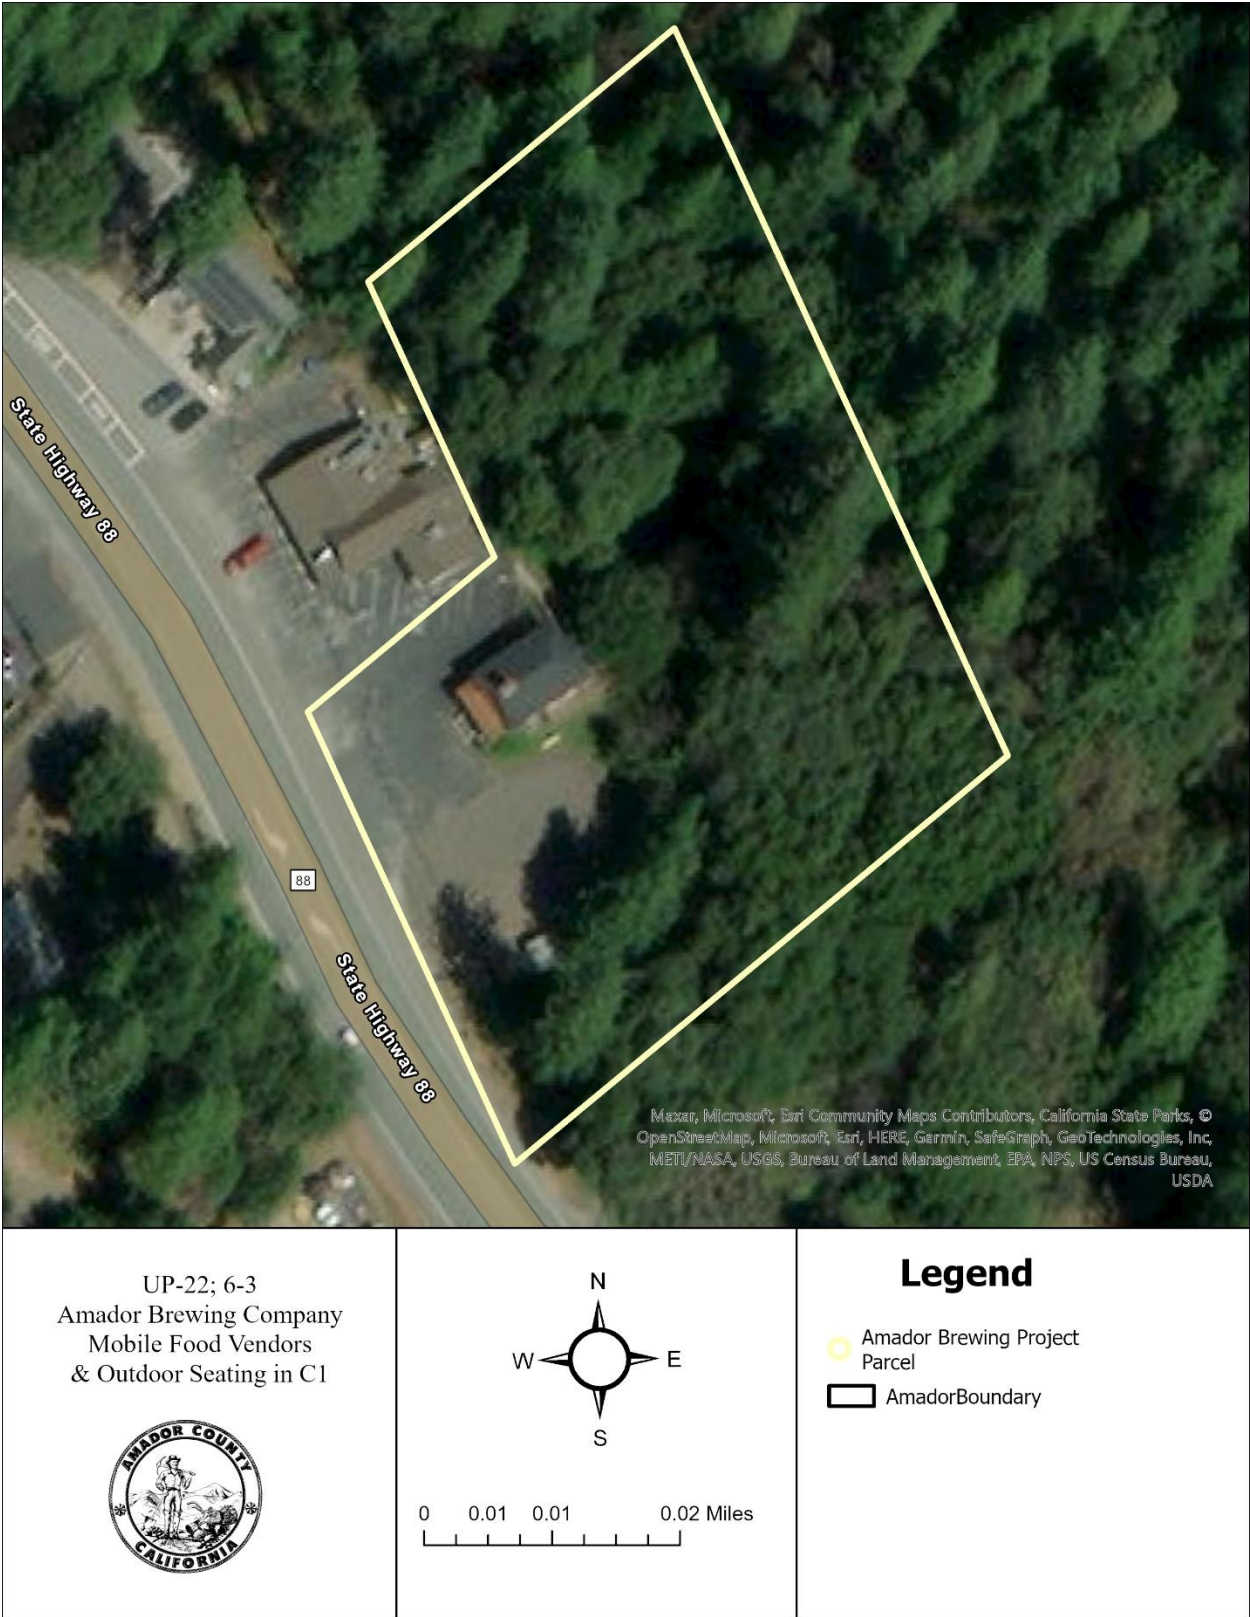 State Highway 88
88
State Highway 88
Maxar, Microsoft, Esri Community Maps Contributors, California State Parks, ©
OpenStreetMap, Microsoft, Esri, HERE, Garmin, SafeGraph, GeoTechnologies, Inc,
METI/NASA, USGS, Bureau of Land Management, EPA, NPS, US Census Bureau,
USDA
UP-22; 6-3
Amador Brewing Company
Mobile Food Vendors
& Outdoor Seating in C1
AMADOR COUNTY
CALIFORNIA
N
W
E
S
0 0.01 0.01 0.02 Miles
Legend
Amador Brewing Project
Parcel
AmadorBoundary